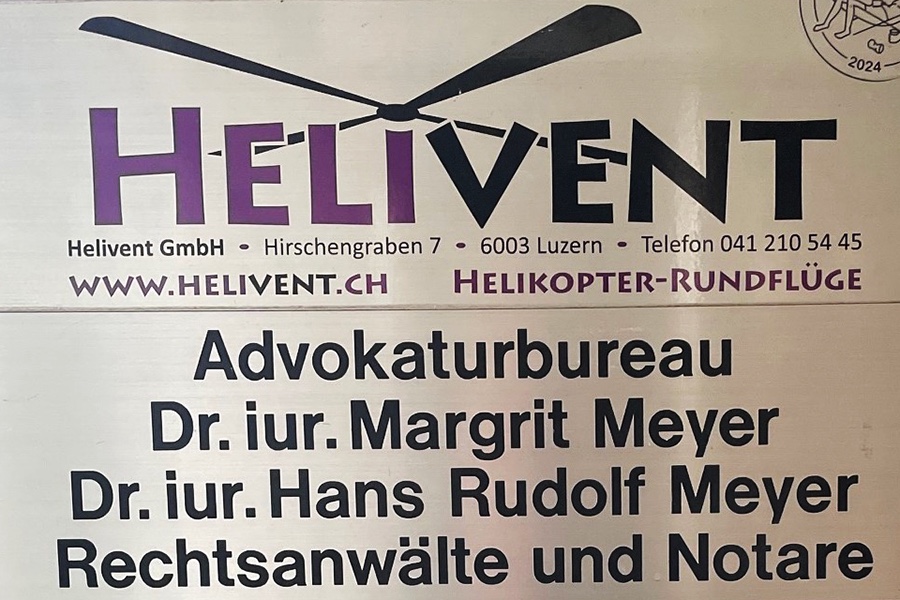 2024
HELIVENT
Helivent GmbH • Hirschengraben 7 • 6003 Luzern • Telefon 041 210 54 45
WWW.HELIVENT.CH HELIKOPTER-RUNDFLÜGE
Advokaturbureau
Dr. iur. Margrit Meyer
Dr. iur. Hans Rudolf Meyer
Rechtsanwälte und Notare